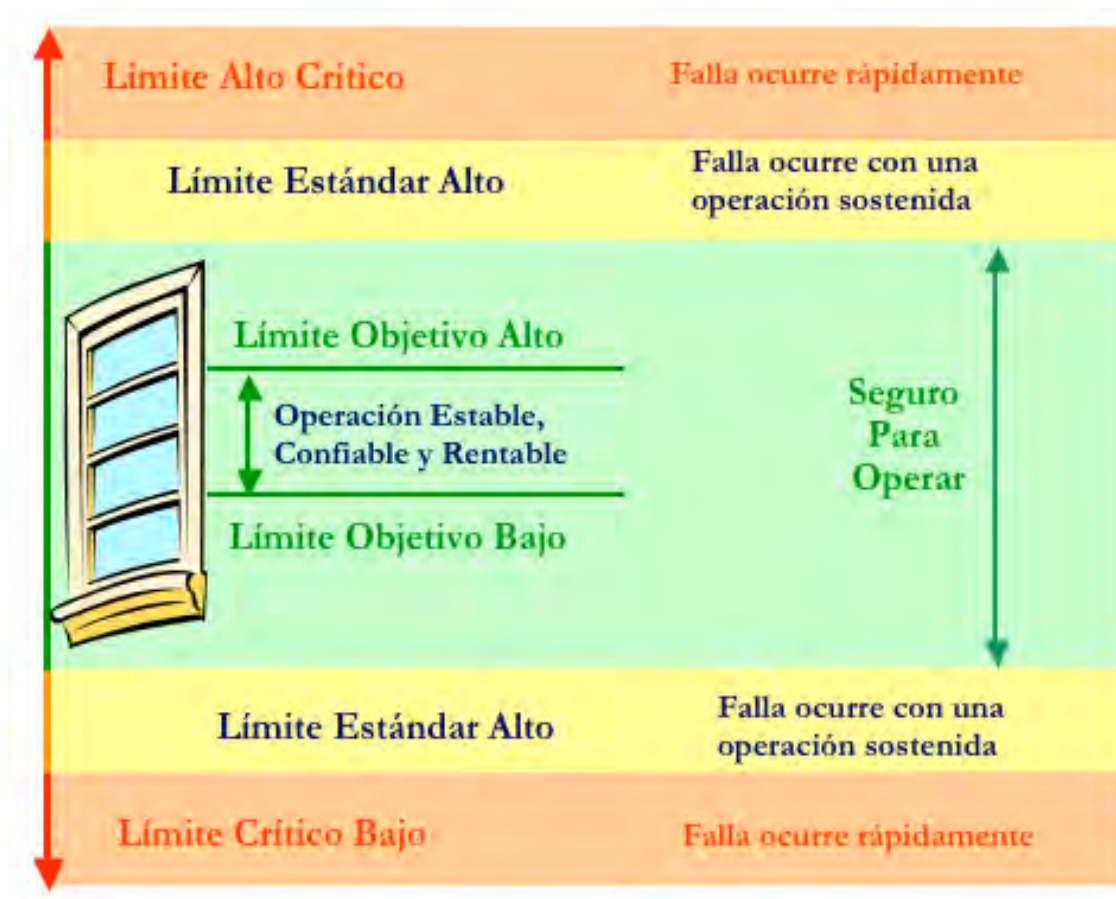 Límite Alto Crítico
Falla ocurre rápidamente
Límite Estándar Alto
Falla ocurre con una
operación sostenida
Límite Objetivo Alto
Operación Estable,
Confiable y Rentable
Límite Objetivo Bajo
Seguro
Para
Operar
Límite Estándar Alto
Falla ocurre con una
operación sostenida
Límite Crítico Bajo
Falla ocurre rápidamente